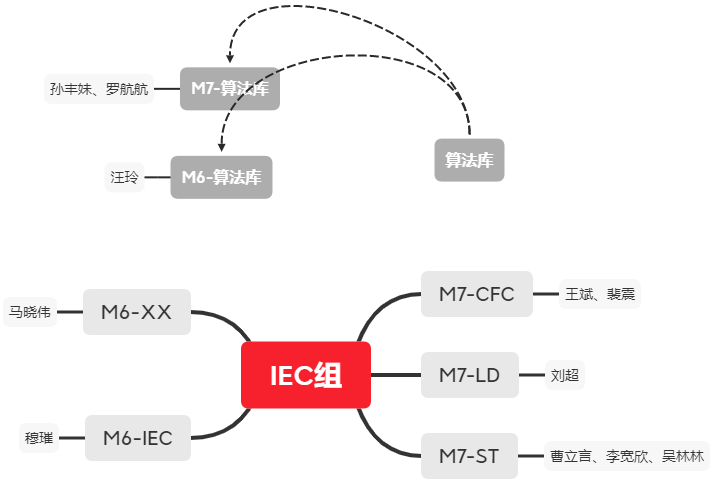 孙丰妹、罗航航
M7-算法库
汪玲
M6-算法库
算法库
马晓伟
M6-XX
穆璀
M6-IEC
IEC组
M7-CFC
王斌、裴震
M7-LD
刘超
M7-ST
曹立言、李宽欣、吴林林